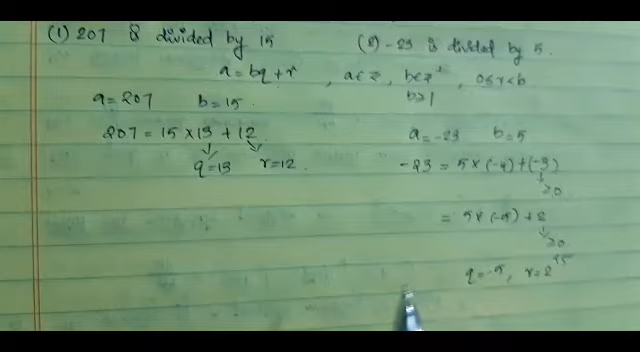 (1) 207 is divided by 15
(2) -23 is divided by 5.
a = bq + r , a ∈ Z , b ∈ Z⁺ , 0 ≤ r < b
b ≥ 1
a = 207 b = 15.
207 = 15 × 13 + 12
q = 13 r = 12.
a = -23 b = 5
-23 = 5 × (-4) + (-3)
= 5 × (-5) + 2
≥ 0
q = -5, r = 2